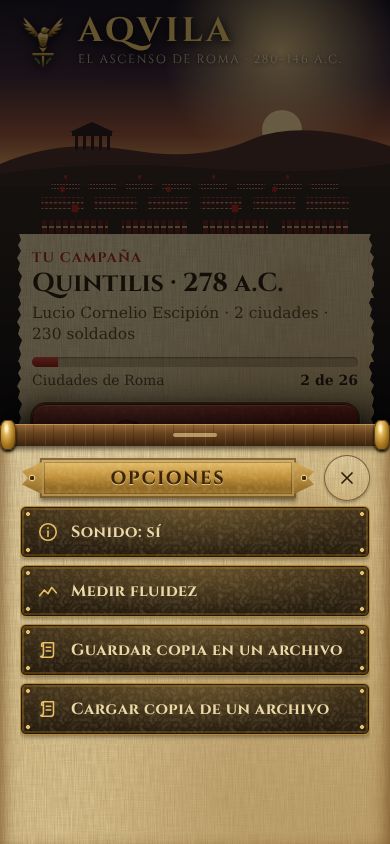 AQVILA
EL ASCENSO DE ROMA · 280–146 A.C.
TU CAMPAÑA
Quintilis · 278 a.C.
Lucio Cornelio Escipión · 2 ciudades ·
230 soldados
Ciudades de Roma 2 de 26
OPCIONES
Sonido: sí
Medir fluidez
Guardar copia en un archivo
Cargar copia de un archivo